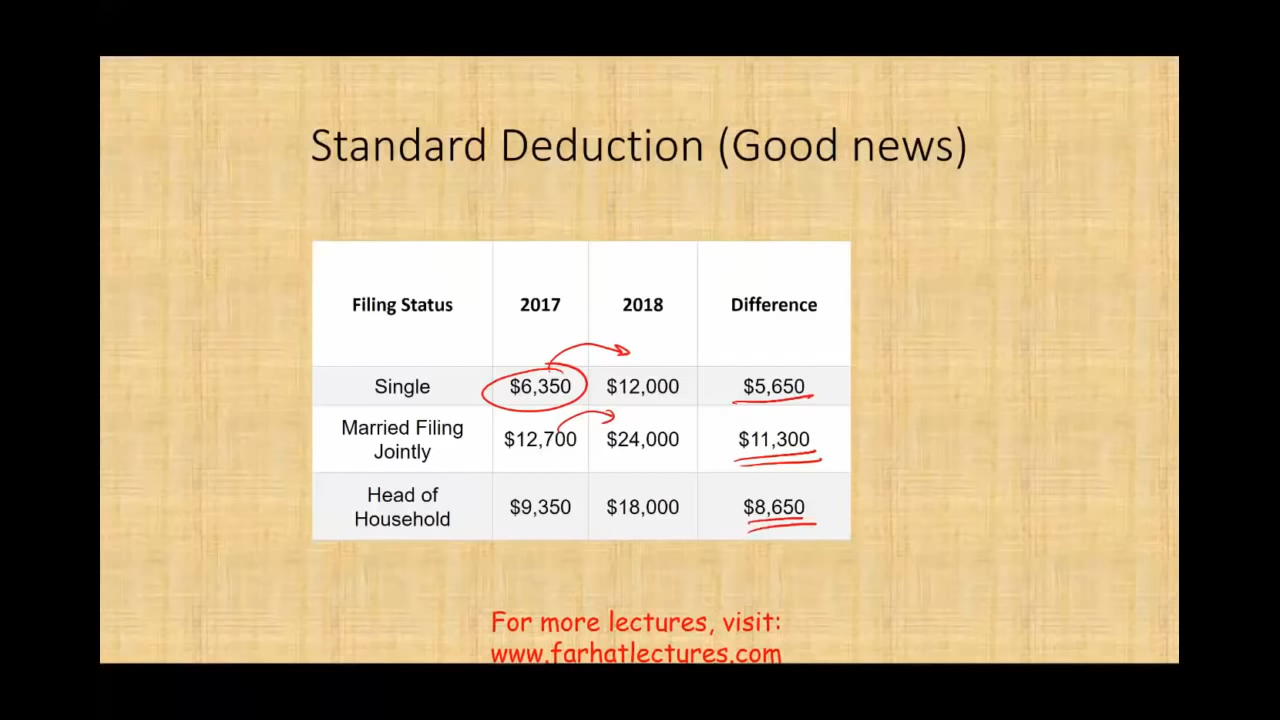 Standard Deduction (Good news)
Filing Status 2017 2018 Difference
Single $6,350 $12,000 $5,650
Married Filing
Jointly $12,700 $24,000 $11,300
Head of
Household $9,350 $18,000 $8,650
For more lectures, visit:
www.farhatlectures.com